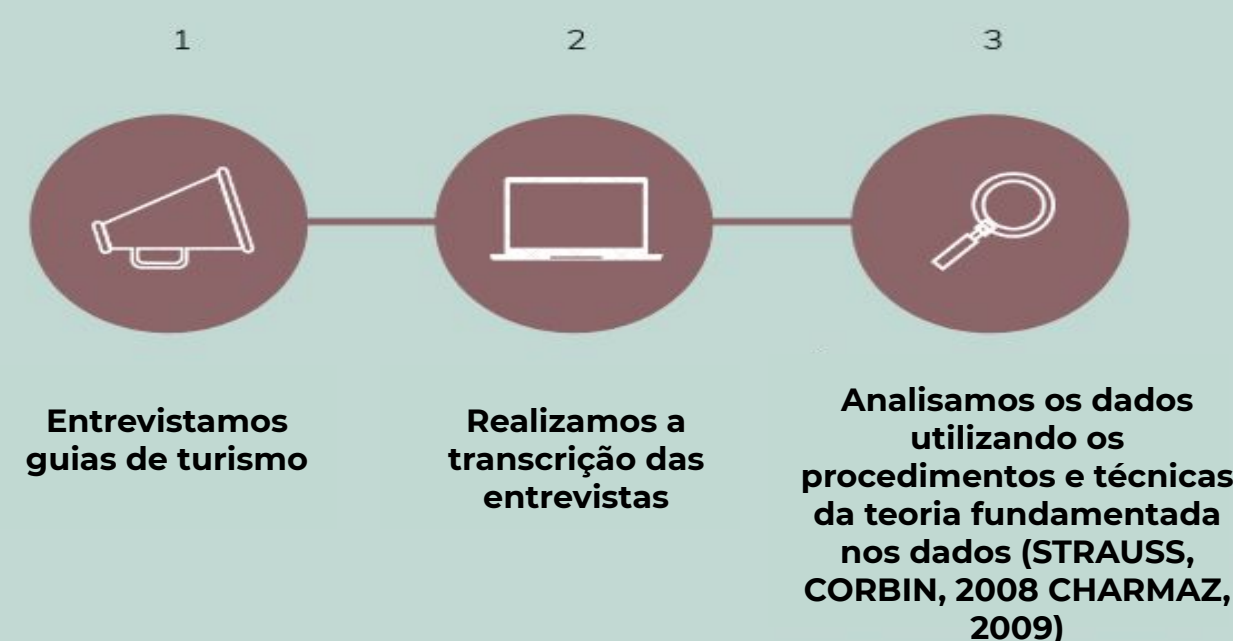 1
2
3
Entrevistamos
guias de turismo
Realizamos a
transcrição das
entrevistas
Analisamos os dados
utilizando os
procedimentos e técnicas
da teoria fundamentada
nos dados (STRAUSS,
CORBIN, 2008 CHARMAZ,
2009)